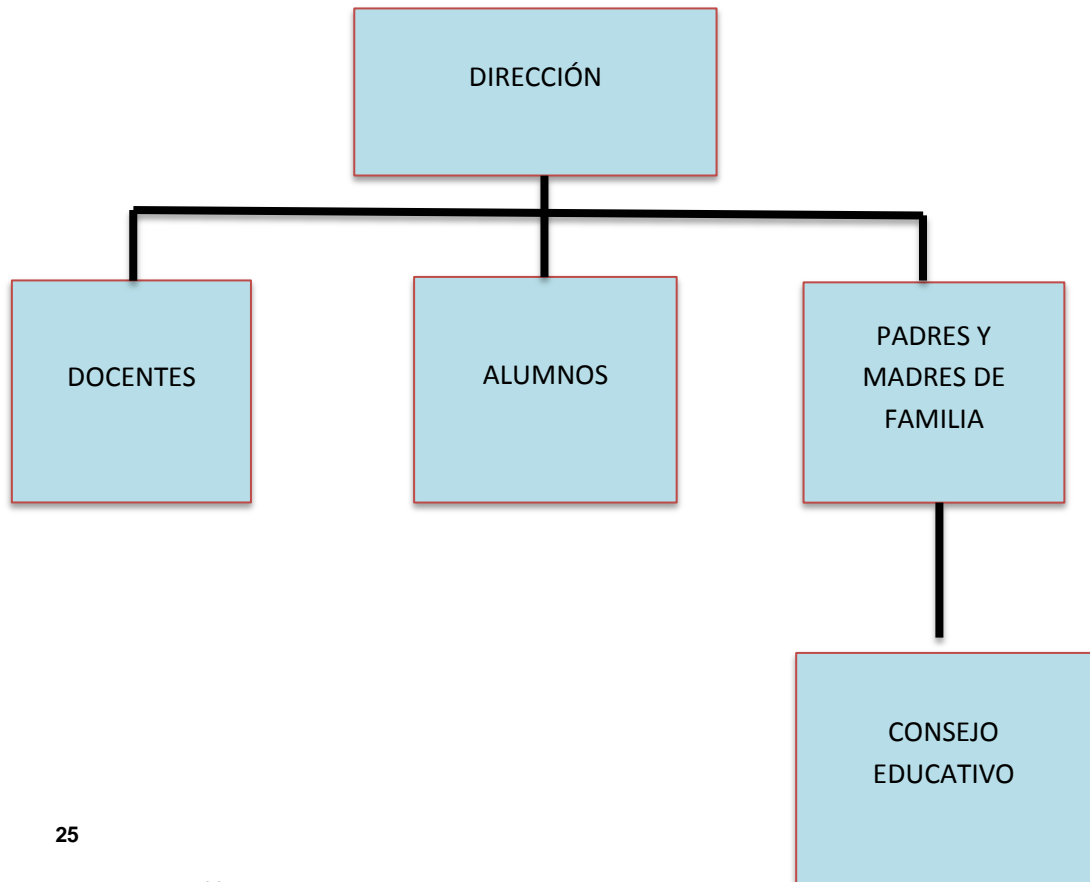 DIRECCIÓN
DOCENTES
ALUMNOS
PADRES Y
MADRES DE
FAMILIA
CONSEJO
EDUCATIVO
25